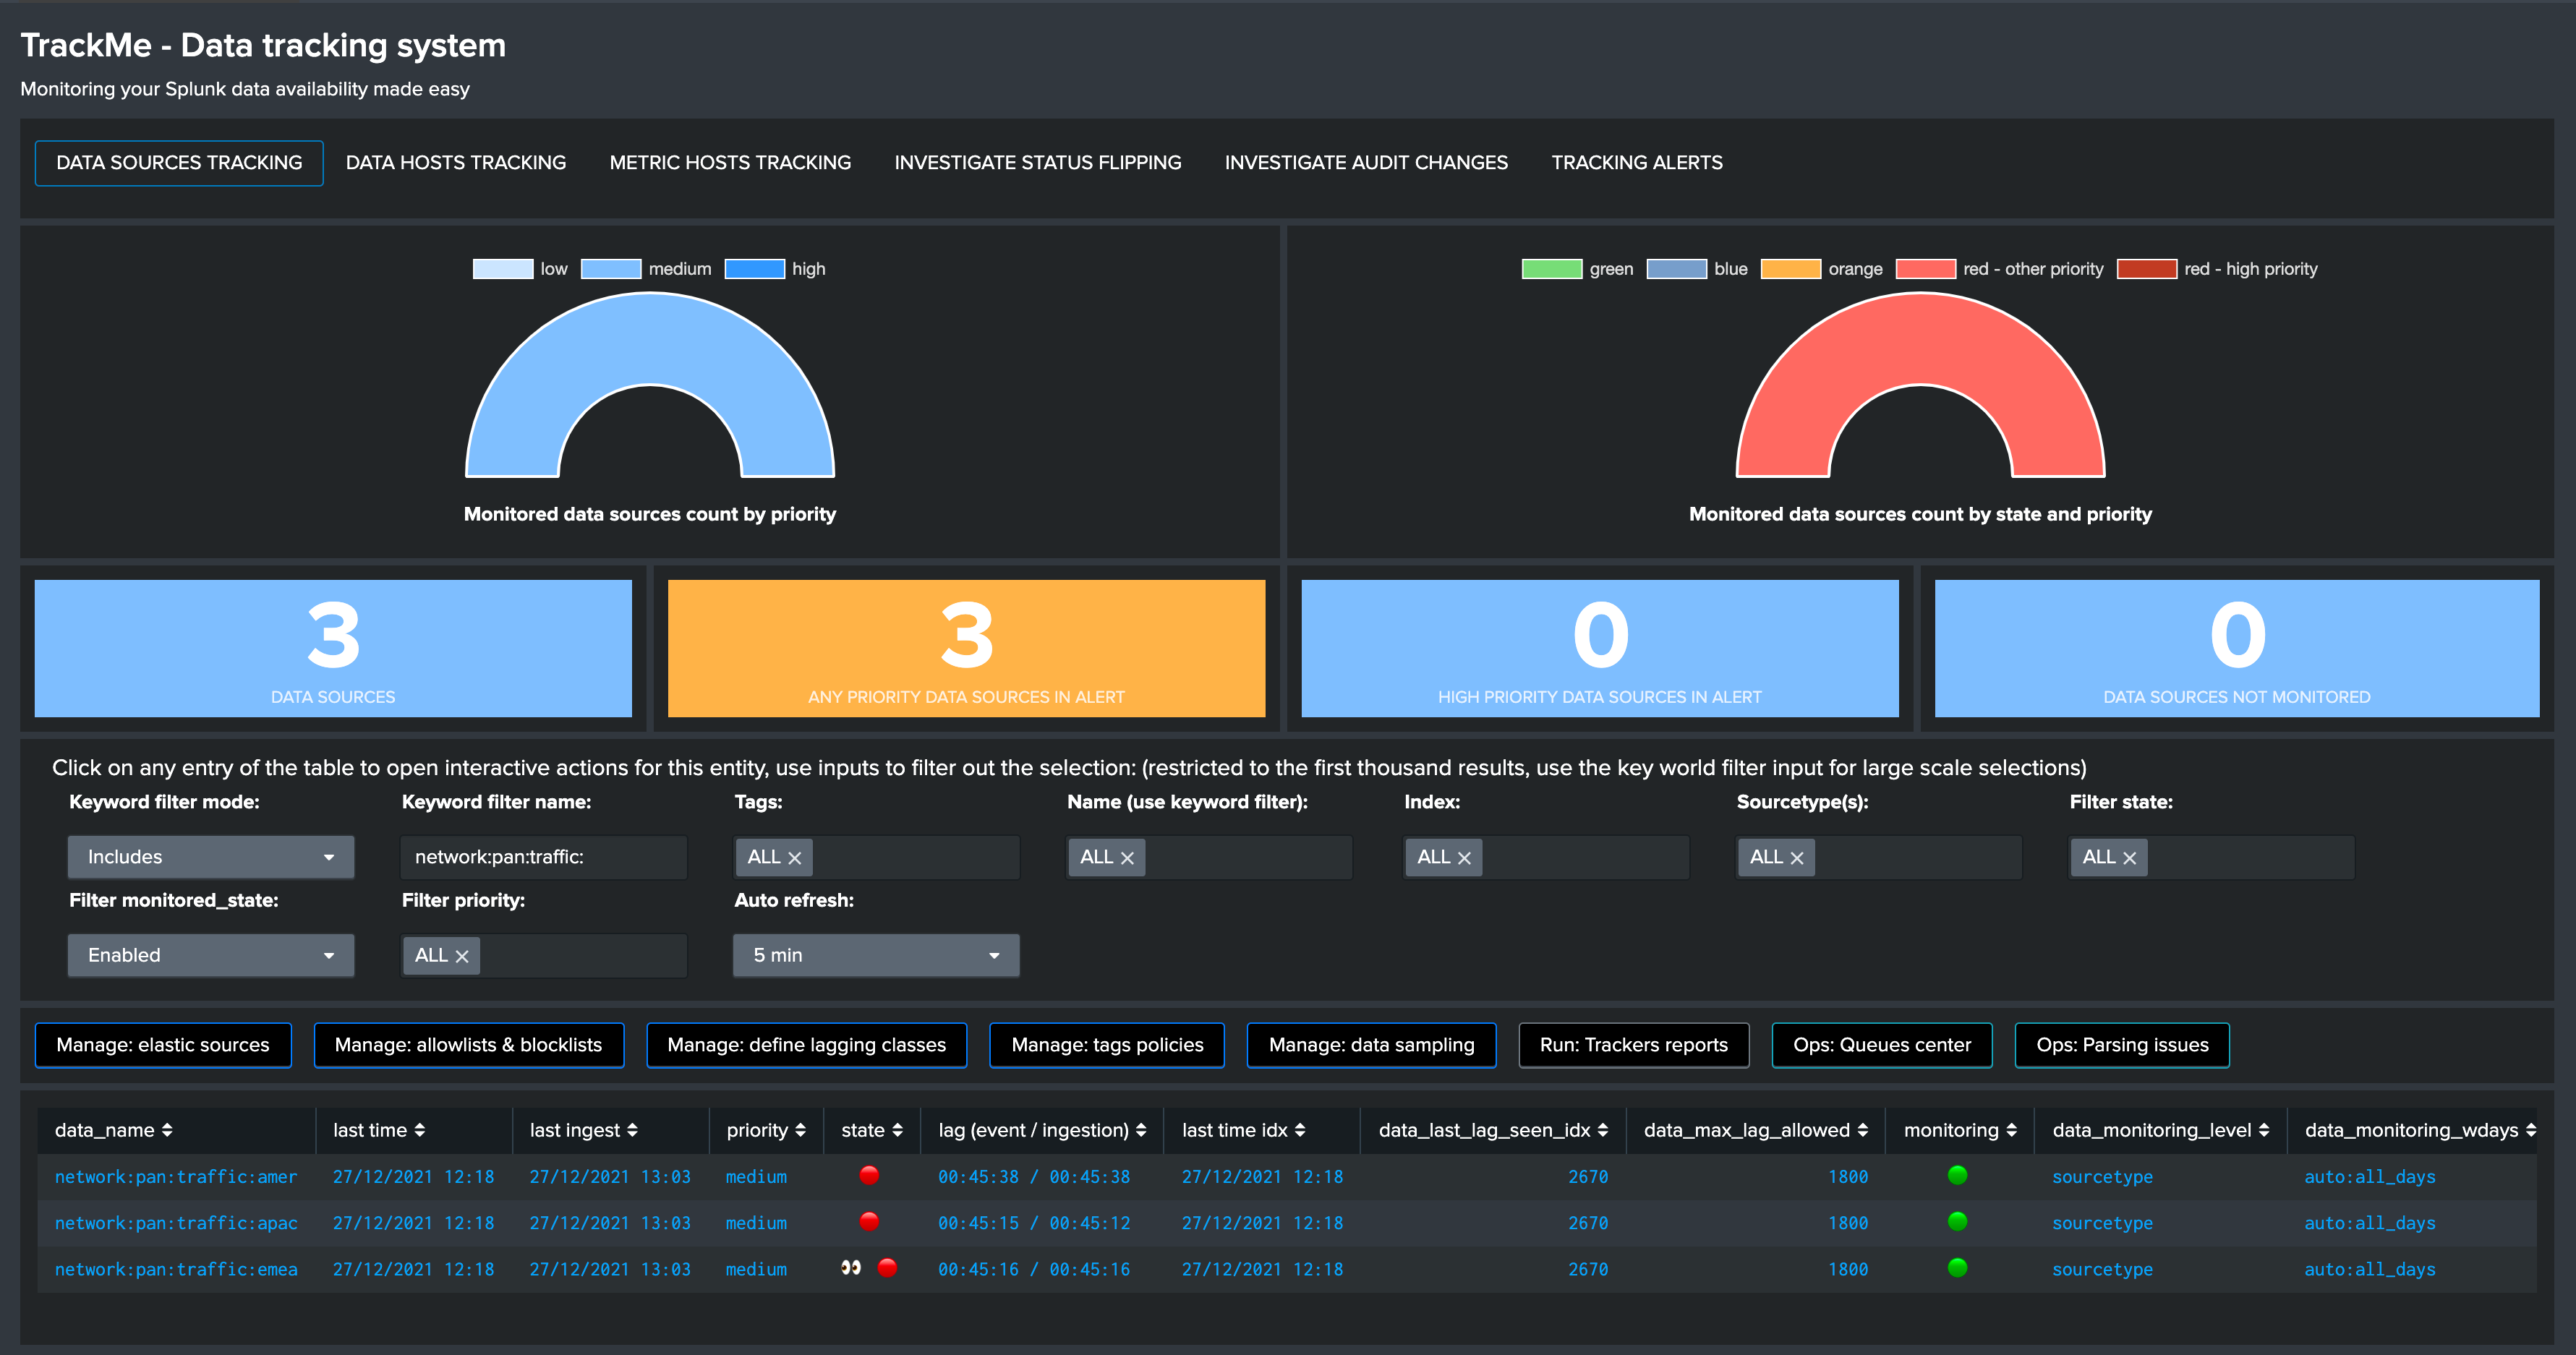 TrackMe - Data tracking system
Monitoring your Splunk data availability made easy
DATA SOURCES TRACKING DATA HOSTS TRACKING METRIC HOSTS TRACKING INVESTIGATE STATUS FLIPPING INVESTIGATE AUDIT CHANGES TRACKING ALERTS
low medium high
Monitored data sources count by priority
green blue orange red - other priority red - high priority
Monitored data sources count by state and priority
3
DATA SOURCES
3
ANY PRIORITY DATA SOURCES IN ALERT
0
HIGH PRIORITY DATA SOURCES IN ALERT
0
DATA SOURCES NOT MONITORED
Click on any entry of the table to open interactive actions for this entity, use inputs to filter out the selection: (restricted to the first thousand results, use the key world filter input for large scale selections)
Keyword filter mode: Keyword filter name: Tags: Name (use keyword filter): Index: Sourcetype(s): Filter state:
Includes network:pan:traffic: ALL ALL ALL ALL ALL
Filter monitored_state: Filter priority: Auto refresh:
Enabled ALL 5 min
Manage: elastic sources Manage: allowlists & blocklists Manage: define lagging classes Manage: tags policies Manage: data sampling Run: Trackers reports Ops: Queues center Ops: Parsing issues
data_name last time last ingest priority state lag (event / ingestion) last time idx data_last_lag_seen_idx data_max_lag_allowed monitoring data_monitoring_level data_monitoring_wdays
network:pan:traffic:amer 27/12/2021 12:18 27/12/2021 13:03 medium 00:45:38 / 00:45:38 27/12/2021 12:18 2670 1800 sourcetype auto:all_days
network:pan:traffic:apac 27/12/2021 12:18 27/12/2021 13:03 medium 00:45:15 / 00:45:12 27/12/2021 12:18 2670 1800 sourcetype auto:all_days
network:pan:traffic:emea 27/12/2021 12:18 27/12/2021 13:03 medium 00:45:16 / 00:45:16 27/12/2021 12:18 2670 1800 sourcetype auto:all_days